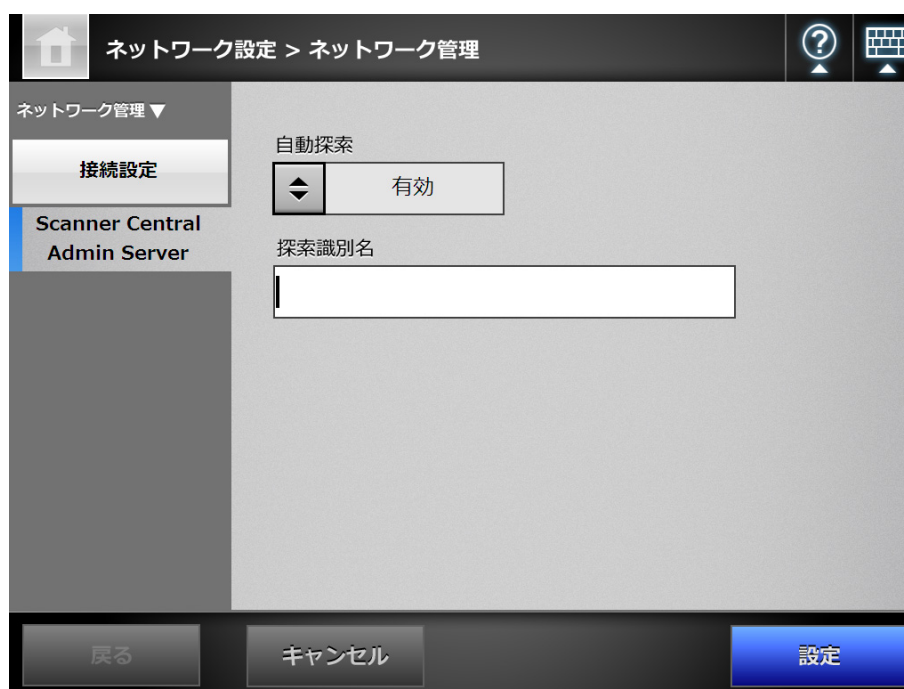 ネットワーク設定 > ネットワーク管理
?
ネットワーク管理▼
接続設定
Scanner Central
Admin Server
自動探索
有効
探索識別名
戻る
キャンセル
設定